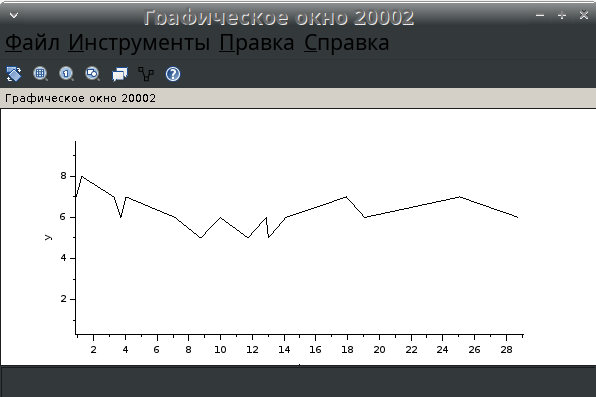 Графическое окно 20002
Файл Инструменты Правка Справка
Графическое окно 20002
8
6
y
4
2
2 4 6 8 10 12 14 16 18 20 22 24 26 28